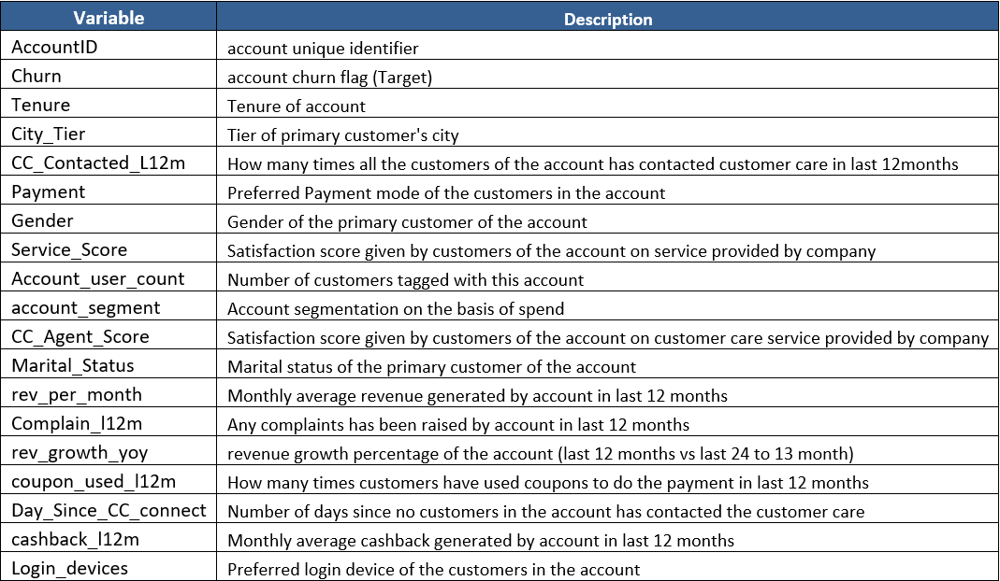 Variable Description
AccountID account unique identifier
Churn account churn flag (Target)
Tenure Tenure of account
City_Tier Tier of primary customer's city
CC_Contacted_L12m How many times all the customers of the account has contacted customer care in last 12months
Payment Preferred Payment mode of the customers in the account
Gender Gender of the primary customer of the account
Service_Score Satisfaction score given by customers of the account on service provided by company
Account_user_count Number of customers tagged with this account
account_segment Account segmentation on the basis of spend
CC_Agent_Score Satisfaction score given by customers of the account on customer care service provided by company
Marital_Status Marital status of the primary customer of the account
rev_per_month Monthly average revenue generated by account in last 12 months
Complain_l12m Any complaints has been raised by account in last 12 months
rev_growth_yoy revenue growth percentage of the account (last 12 months vs last 24 to 13 month)
coupon_used_l12m How many times customers have used coupons to do the payment in last 12 months
Day_Since_CC_connect Number of days since no customers in the account has contacted the customer care
cashback_l12m Monthly average cashback generated by account in last 12 months
Login_devices Preferred login device of the customers in the account